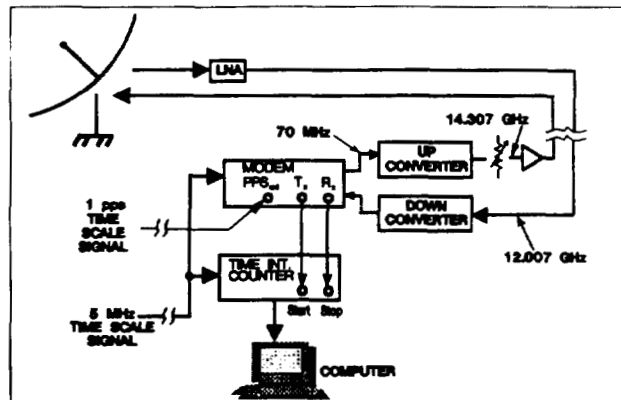 LNA
14.307 GHz
70 MHz
UP
CONVERTER
MODEM
PPS T R
DOWN
CONVERTER
1 pps
TIME
SCALE
SIGNAL
12.007 GHz
TIME INT.
COUNTER
Start Stop
5 MHz
TIME SCALE
SIGNAL
COMPUTER